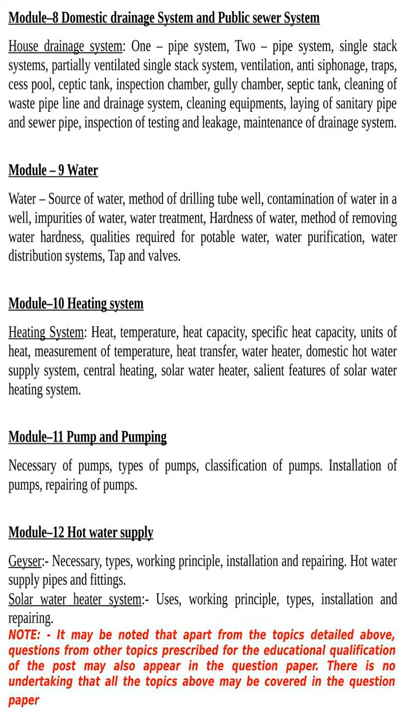 Module–8 Domestic drainage System and Public sewer System
House drainage system: One – pipe system, Two – pipe system, single stack
systems, partially ventilated single stack system, ventilation, anti siphonage, traps,
cess pool, ceptic tank, inspection chamber, gully chamber, septic tank, cleaning of
waste pipe line and drainage system, cleaning equipments, laying of sanitary pipe
and sewer pipe, inspection of testing and leakage, maintenance of drainage system.
Module – 9 Water
Water – Source of water, method of drilling tube well, contamination of water in a
well, impurities of water, water treatment, Hardness of water, method of removing
water hardness, qualities required for potable water, water purification, water
distribution systems, Tap and valves.
Module–10 Heating system
Heating System: Heat, temperature, heat capacity, specific heat capacity, units of
heat, measurement of temperature, heat transfer, water heater, domestic hot water
supply system, central heating, solar water heater, salient features of solar water
heating system.
Module–11 Pump and Pumping
Necessary of pumps, types of pumps, classification of pumps. Installation of
pumps, repairing of pumps.
Module–12 Hot water supply
Geyser:- Necessary, types, working principle, installation and repairing. Hot water
supply pipes and fittings.
Solar water heater system:- Uses, working principle, types, installation and
repairing.
NOTE: - It may be noted that apart from the topics detailed above,
questions from other topics prescribed for the educational qualification
of the post may also appear in the question paper. There is no
undertaking that all the topics above may be covered in the question
paper